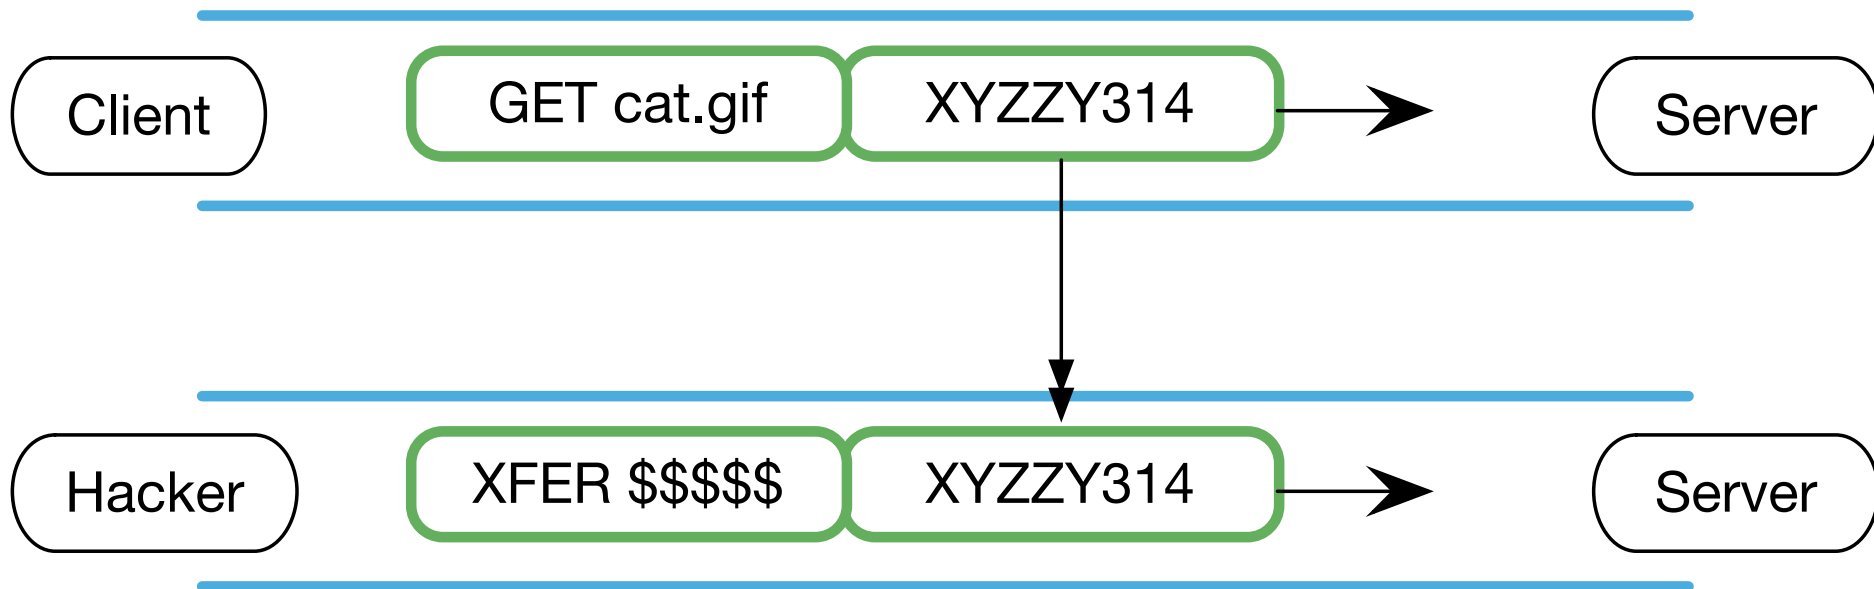 Client
GET cat.gif
XYZZY314
Server
Hacker
XFER $$$$$
XYZZY314
Server